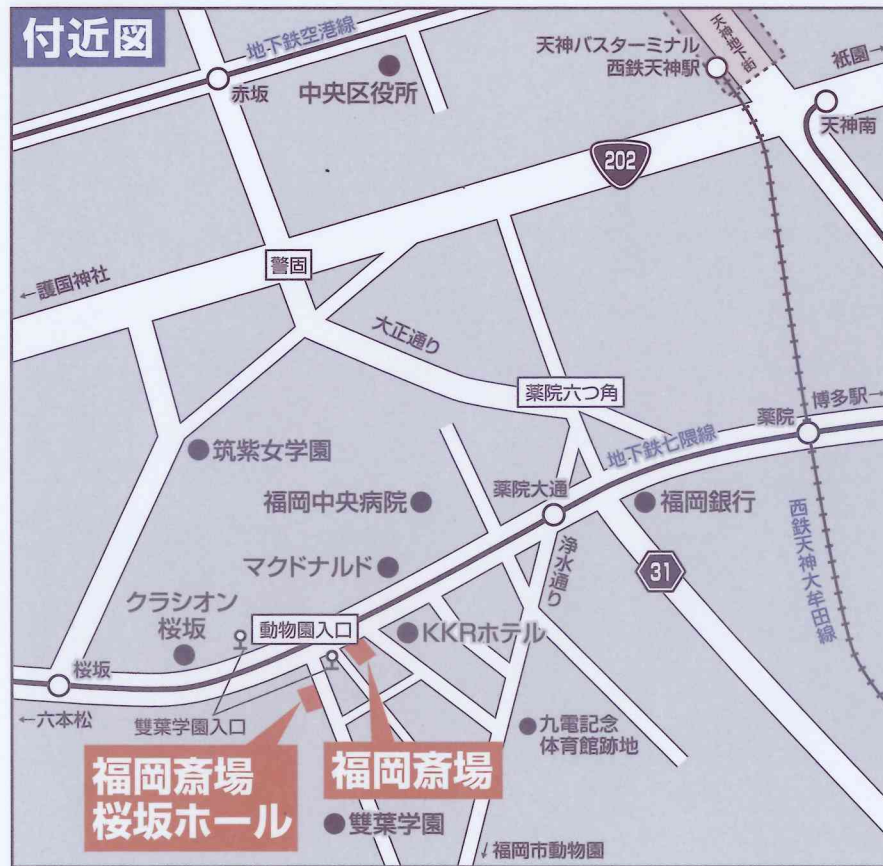 付近図
地下鉄空港線
赤坂
中央区役所
天神バスターミナル
西鉄天神駅
天神地下街
祇園→
天神南
202
警固
←護国神社
大正通り
薬院六つ角
博多駅→
薬院
地下鉄七隈線
筑紫女学園
福岡中央病院
薬院大通
福岡銀行
浄水通り
31
西鉄天神大牟田線
マクドナルド
クラシオン
桜坂
動物園入口
KKRホテル
桜坂
←六本松
雙葉学園入口
九電記念
体育館跡地
福岡斎場
桜坂ホール
福岡斎場
雙葉学園
↓福岡市動物園